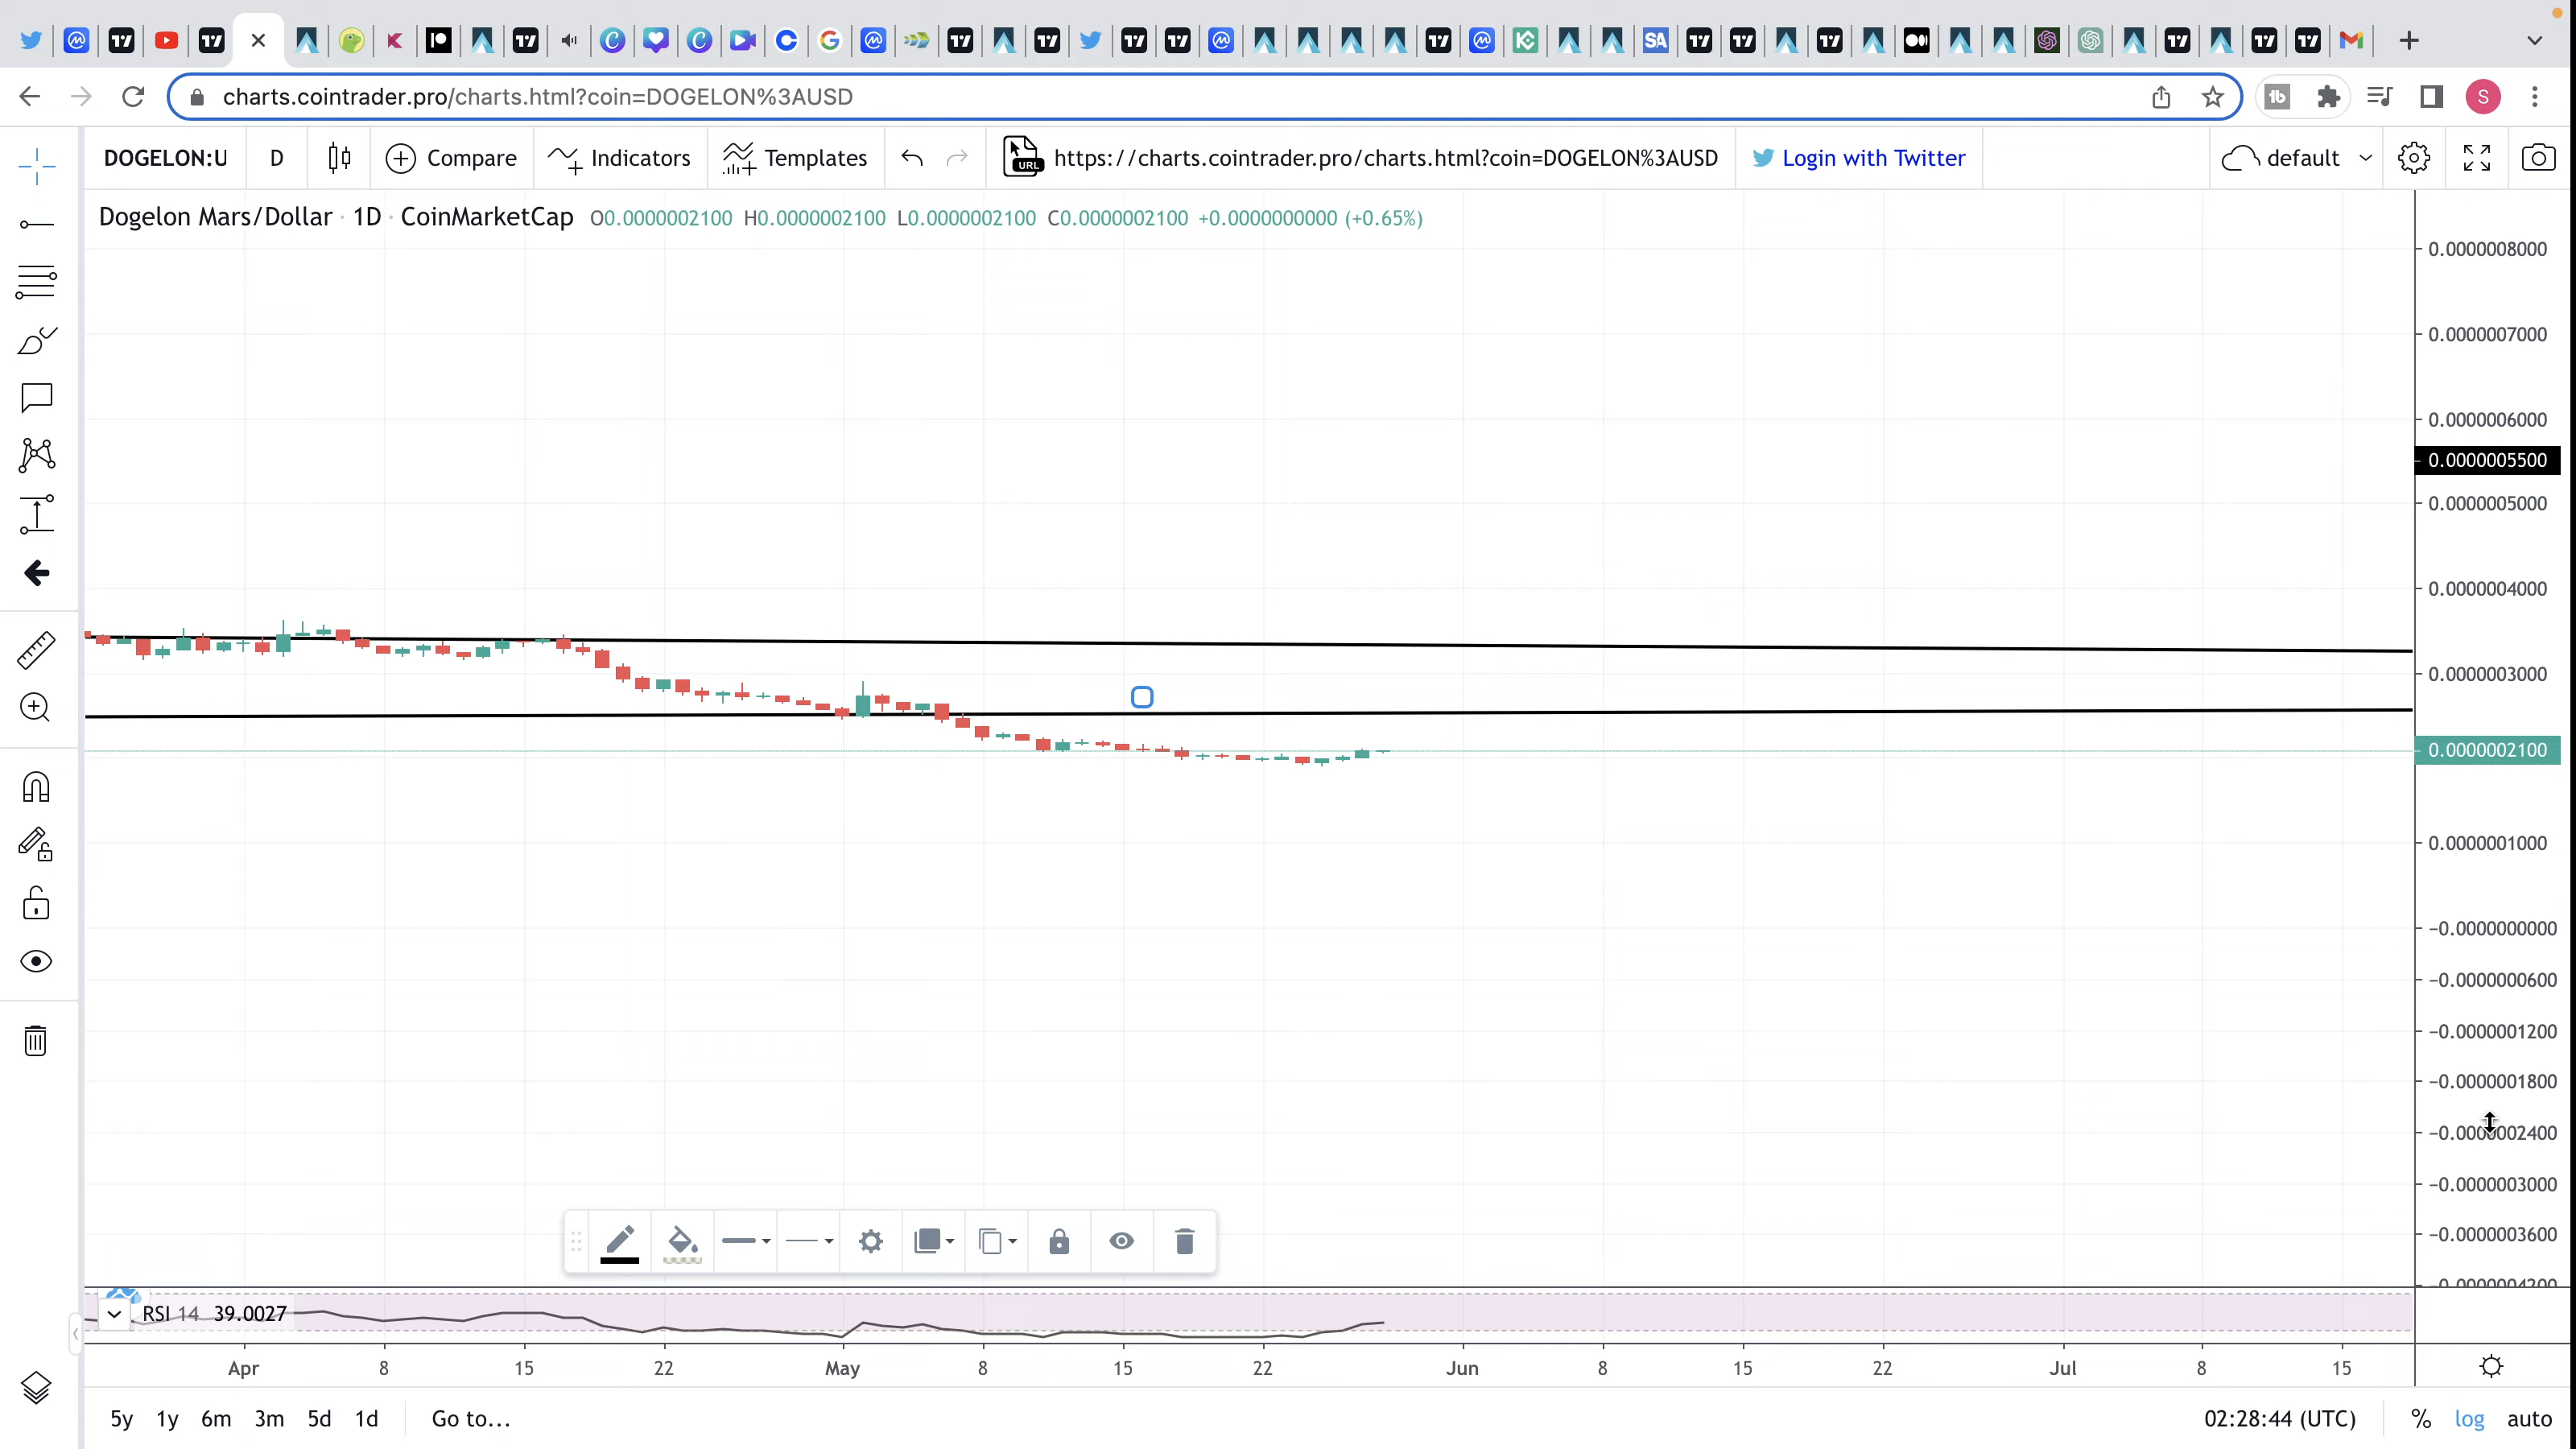 charts.cointrader.pro/charts.html?coin=DOGELON%3AUSD
DOGELON:U D Compare Indicators Templates URL https://charts.cointrader.pro/charts.html?coin=DOGELON%3AUSD Login with Twitter default
Dogelon Mars/Dollar · 1D · CoinMarketCap O0.0000002100 H0.0000002100 L0.0000002100 C0.0000002100 +0.0000000000 (+0.65%)
0.0000008000
0.0000007000
0.0000006000
0.0000005500
0.0000005000
0.0000004000
0.0000003000
0.0000002100
0.0000001000
-0.0000000000
-0.0000000600
-0.0000001200
-0.0000001800
-0.0000002400
-0.0000003000
-0.0000003600
-0.0000004200
RSI 14 39.0027
Apr 8 15 22 May 8 15 22 Jun 8 15 22 Jul 8 15
5y 1y 6m 3m 5d 1d Go to... 02:28:44 (UTC) % log auto